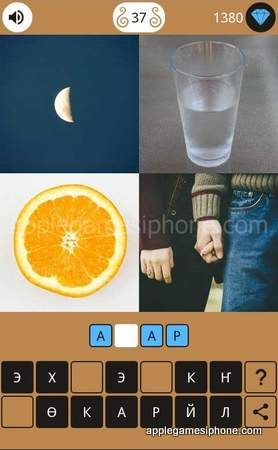 37 1380
applegamesiphone.com
А А Р
Э Х Э К Ҥ ?
Ө К А Р Й Л
applegamesiphone.com